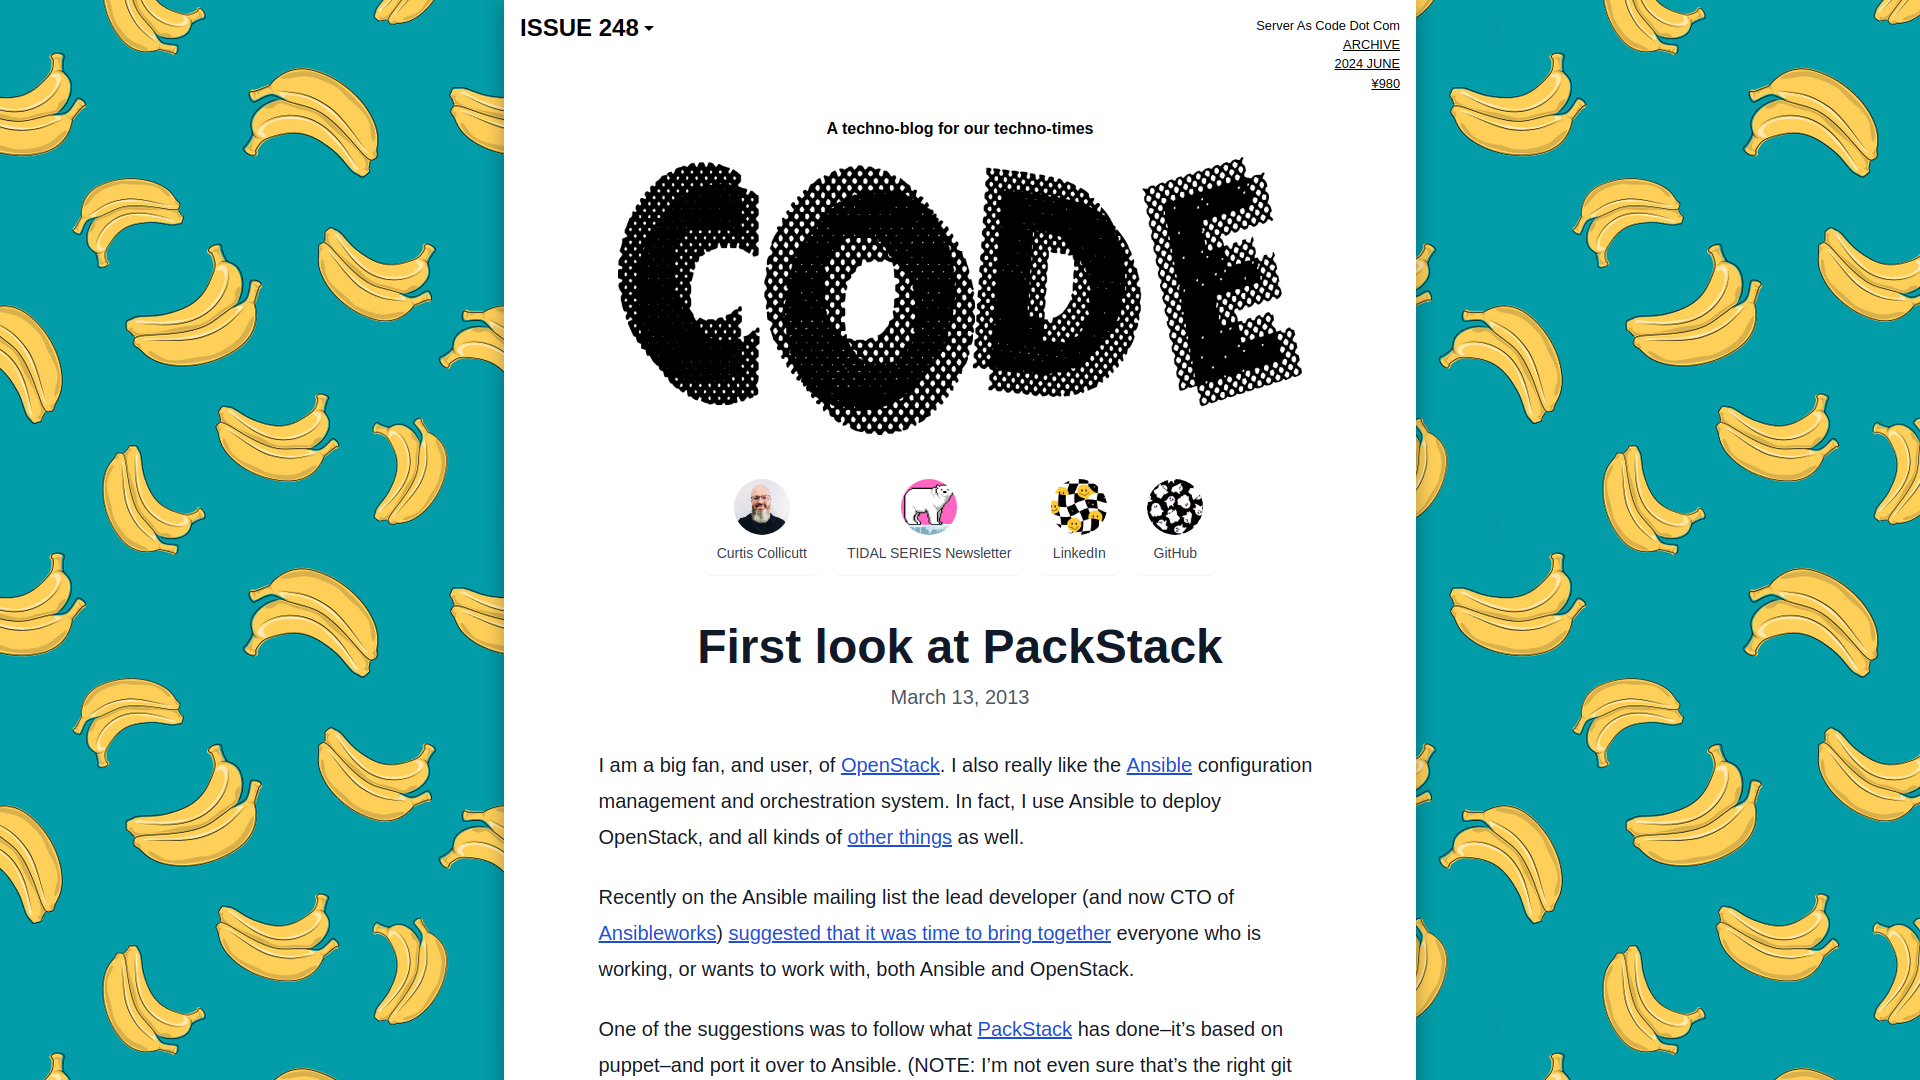 ISSUE 248
Server As Code Dot Com
ARCHIVE
2024 JUNE
¥980
A techno-blog for our techno-times
CODE
Curtis Collicutt
TIDAL SERIES Newsletter
LinkedIn
GitHub
First look at PackStack
March 13, 2013
I am a big fan, and user, of OpenStack. I also really like the Ansible configuration
management and orchestration system. In fact, I use Ansible to deploy
OpenStack, and all kinds of other things as well.
Recently on the Ansible mailing list the lead developer (and now CTO of
Ansibleworks) suggested that it was time to bring together everyone who is
working, or wants to work with, both Ansible and OpenStack.
One of the suggestions was to follow what PackStack has done–it’s based on
puppet–and port it over to Ansible. (NOTE: I’m not even sure that’s the right git